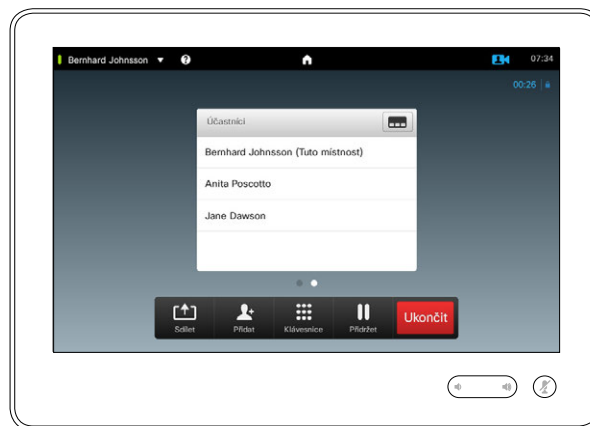 Bernhard Johnsson
07:34
00:26
Účastníci
Bernhard Johnsson (Tuto místnost)
Anita Poscotto
Jane Dawson
Sdílet Přidat Klávesnice Přidržet Ukončit